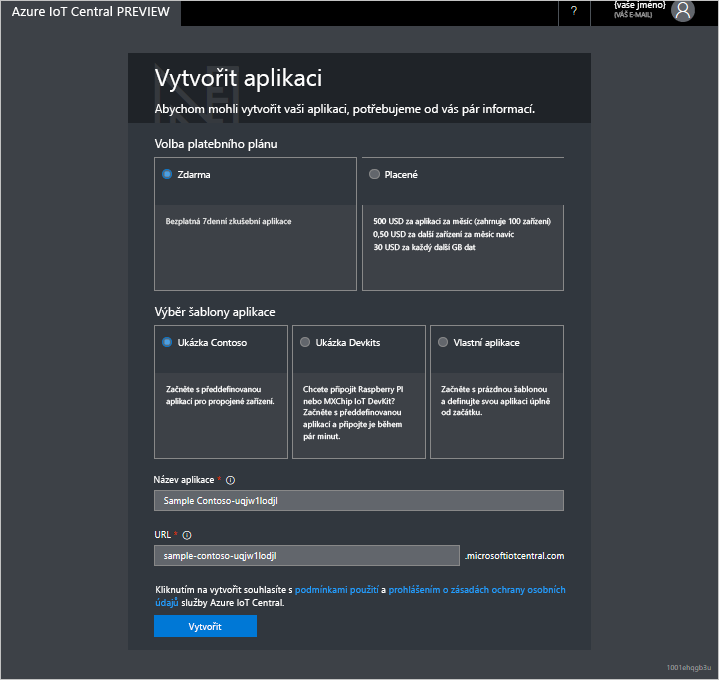 Azure IoT Central PREVIEW
?
{vaše jméno}
(VÁŠ E-MAIL)
Vytvořit aplikaci
Abychom mohli vytvořit vaši aplikaci, potřebujeme od vás pár informací.
Volba platebního plánu
Zdarma
Bezplatná 7denní zkušební aplikace
Placené
500 USD za aplikaci za měsíc (zahrnuje 100 zařízení)
0,50 USD za další zařízení za měsíc navíc
30 USD za každý další GB dat
Výběr šablony aplikace
Ukázka Contoso
Začněte s předdefinovanou
aplikací pro propojené zařízení.
Ukázka Devkits
Chcete připojit Raspberry PI
nebo MXChip IoT DevKit?
Začněte s předdefinovanou
aplikací a připojte je během
pár minut.
Vlastní aplikace
Začněte s prázdnou šablonou
a definujte svou aplikaci úplně
od začátku.
Název aplikace *
Sample Contoso-uqjw1lodjl
URL *
sample-contoso-uqjw1lodjl
.microsoftiotcentral.com
Kliknutím na vytvořit souhlasíte s podmínkami použití a prohlášením o zásadách ochrany osobních
údajů služby Azure IoT Central.
Vytvořit
1001ehqgb3u